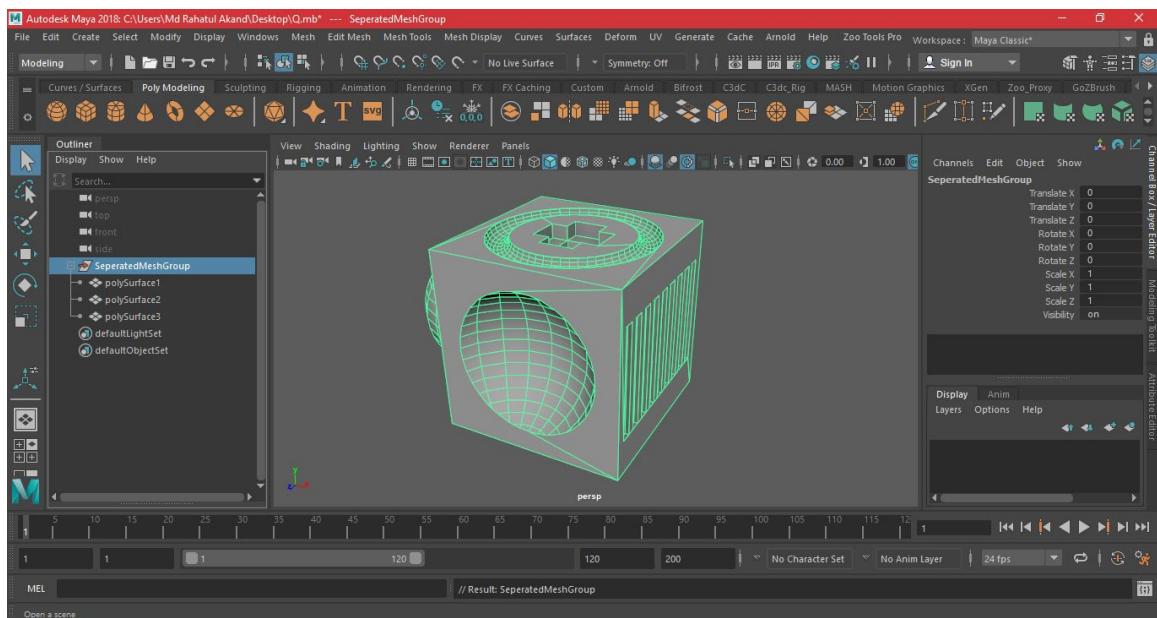 Autodesk Maya 2018: C:\Users\Md Rahatul Akand\Desktop\Q.mb* --- SeperatedMeshGroup
File Edit Create Select Modify Display Windows Mesh Edit Mesh Mesh Tools Mesh Display Curves Surfaces Deform UV Generate Cache Arnold Help Zoo Tools Pro Workspace: Maya Classic*
Modeling No Live Surface Symmetry: Off Sign In
Curves / Surfaces Poly Modeling Sculpting Rigging Animation Rendering FX FX Caching Custom Arnold Bifrost C3dC C3dc_Rig MASH Motion Graphics XGen Zoo_Proxy GoZBrush
T svg 0,0,0
Outliner
Display Show Help
Search...
persp
top
front
side
SeperatedMeshGroup
polySurface1
polySurface2
polySurface3
defaultLightSet
defaultObjectSet
View Shading Lighting Show Renderer Panels
0.00 1.00
y
z
persp
Channels Edit Object Show
SeperatedMeshGroup
Translate X 0
Translate Y 0
Translate Z 0
Rotate X 0
Rotate Y 0
Rotate Z 0
Scale X 1
Scale Y 1
Scale Z 1
Visibility on
Display Anim
Layers Options Help
Channel Box / Layer Editor
Modeling Toolkit
Attribute Editor
1 5 10 15 20 25 30 35 40 45 50 55 60 65 70 75 80 85 90 95 100 105 110 115 12 1
1 1 1 120 120 200 No Character Set No Anim Layer 24 fps
MEL // Result: SeperatedMeshGroup
Open a scene